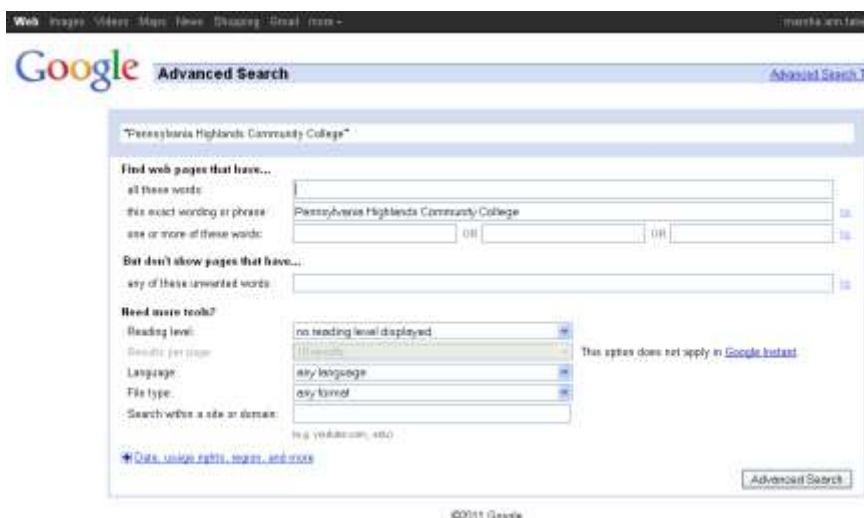 Web Images Videos Maps News Shopping Gmail more
Google Advanced Search Advanced Search T
"Pennsylvania Highlands Community College"
Find web pages that have...
all these words:
this exact wording or phrase: Pennsylvania Highlands Community College
one or more of these words: OR OR
But don't show pages that have...
any of these unwanted words:
Need more tools?
Reading level: no reading level displayed
Results per page: 10 results This option does not apply in Google Instant.
Language: any language
File type: any format
Search within a site or domain:
(e.g. youtube.com, .edu)
Date, usage rights, region, and more
Advanced Search
©2011 Google